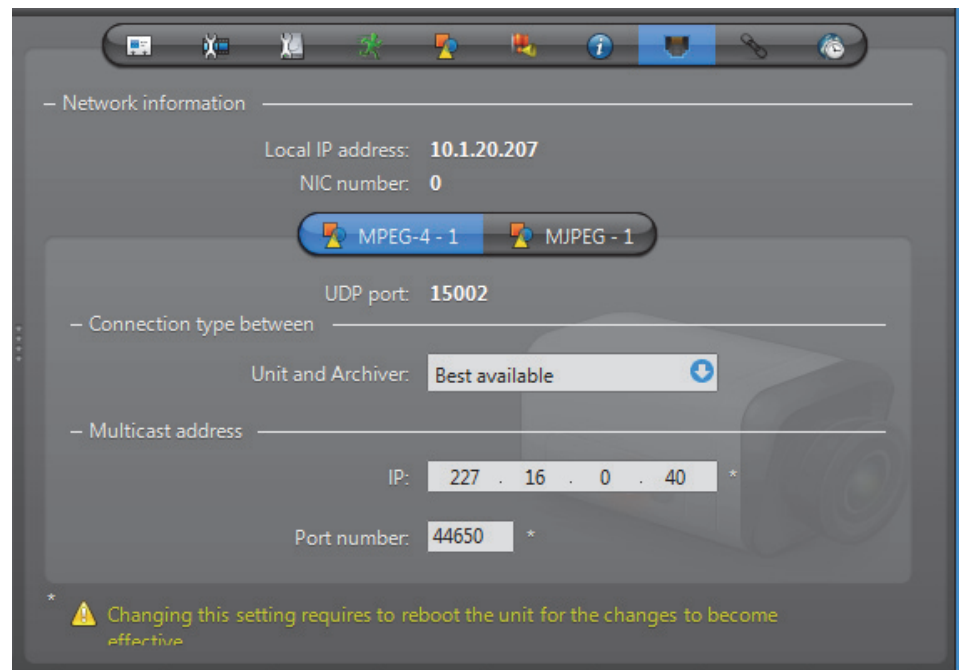 Network information
Local IP address: 10.1.20.207
NIC number: 0
MPEG-4 - 1 MJPEG - 1
UDP port: 15002
Connection type between
Unit and Archiver: Best available
Multicast address
IP: 227 . 16 . 0 . 40 *
Port number: 44650 *
* Changing this setting requires to reboot the unit for the changes to become
effective